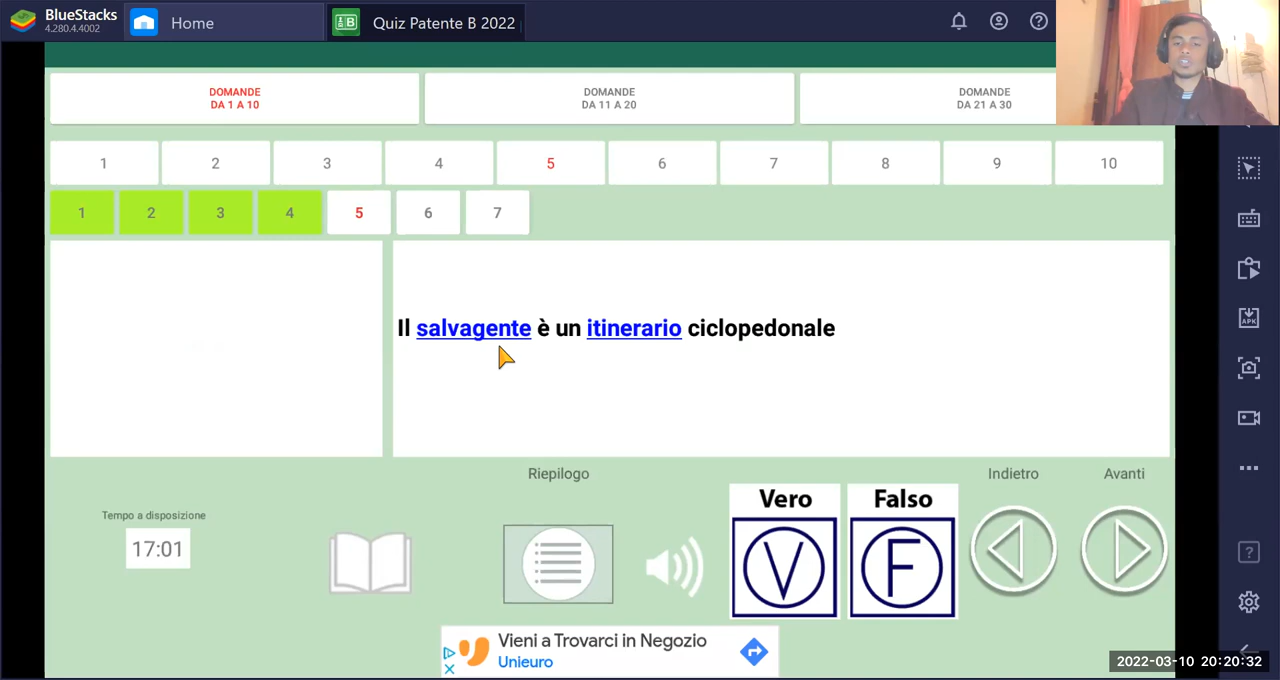 BlueStacks
4.280.4.4002
Home
Quiz Patente B 2022
DOMANDE
DA 1 A 10
DOMANDE
DA 11 A 20
DOMANDE
DA 21 A 30
1 2 3 4 5 6 7 8 9 10
1 2 3 4 5 6 7
Il salvagente è un itinerario ciclopedonale
Riepilogo
Indietro
Avanti
Tempo a disposizione
17:01
Vero
V
Falso
F
Vieni a Trovarci in Negozio
Unieuro
2022-03-10 20:20:32